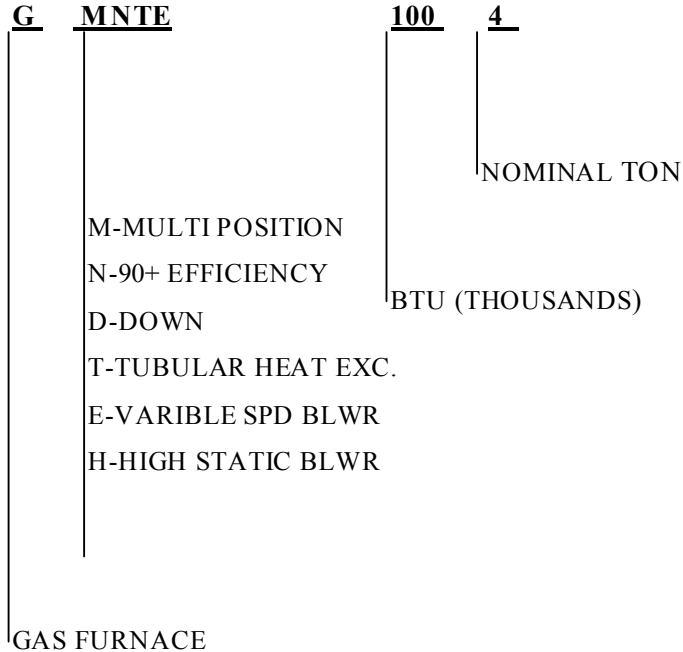 G MNTE 100 4
NOMINAL TON
M-MULTI POSITION
N-90+ EFFICIENCY
BTU (THOUSANDS)
D-DOWN
T-TUBULAR HEAT EXC.
E-VARIBLE SPD BLWR
H-HIGH STATIC BLWR
GAS FURNACE